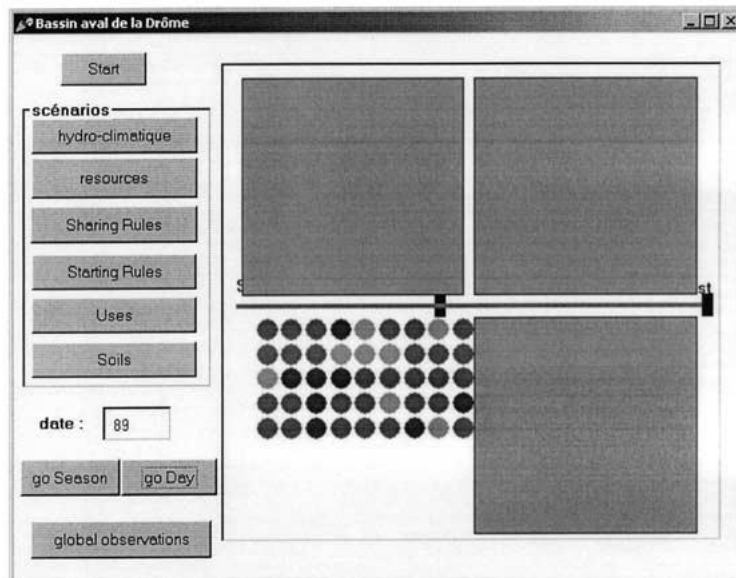 Bassin aval de la Drôme
Start
scénarios
hydro-climatique
resources
Sharing Rules
Starting Rules
Uses
Soils
date : 89
go Season
go Day
global observations